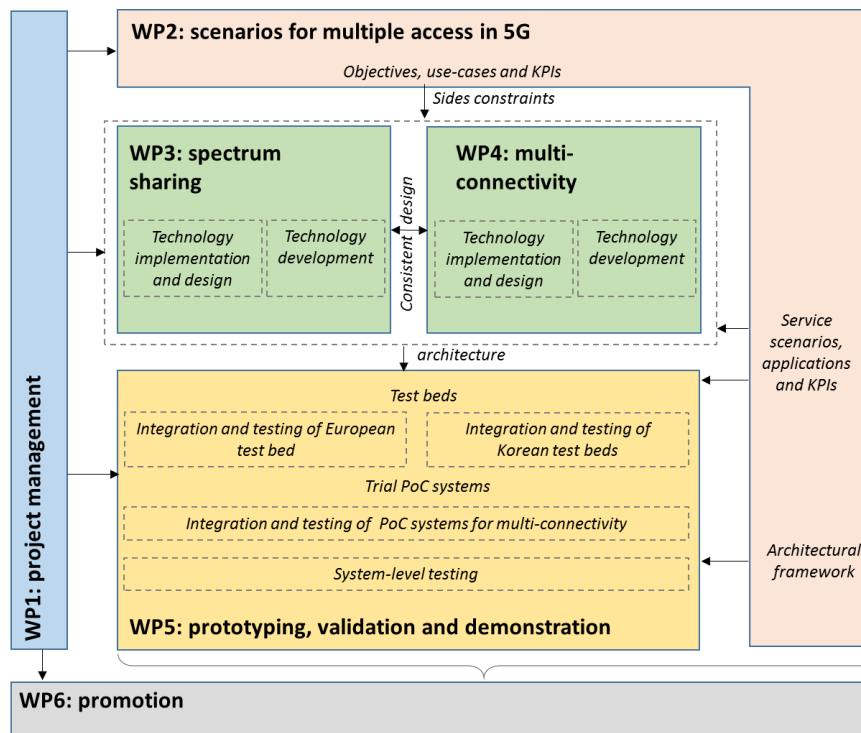 WP2: scenarios for multiple access in 5G
Objectives, use-cases and KPIs
Sides constraints
WP3: spectrum
sharing
Technology
implementation
and design
Technology
development
Consistent design
WP4: multi-
connectivity
Technology
implementation
and design
Technology
development
Service
scenarios,
applications
and KPIs
architecture
Test beds
Integration and testing of European
test bed
Integration and testing of
Korean test beds
Trial PoC systems
Integration and testing of PoC systems for multi-connectivity
System-level testing
WP5: prototyping, validation and demonstration
Architectural
framework
WP1: project management
WP6: promotion